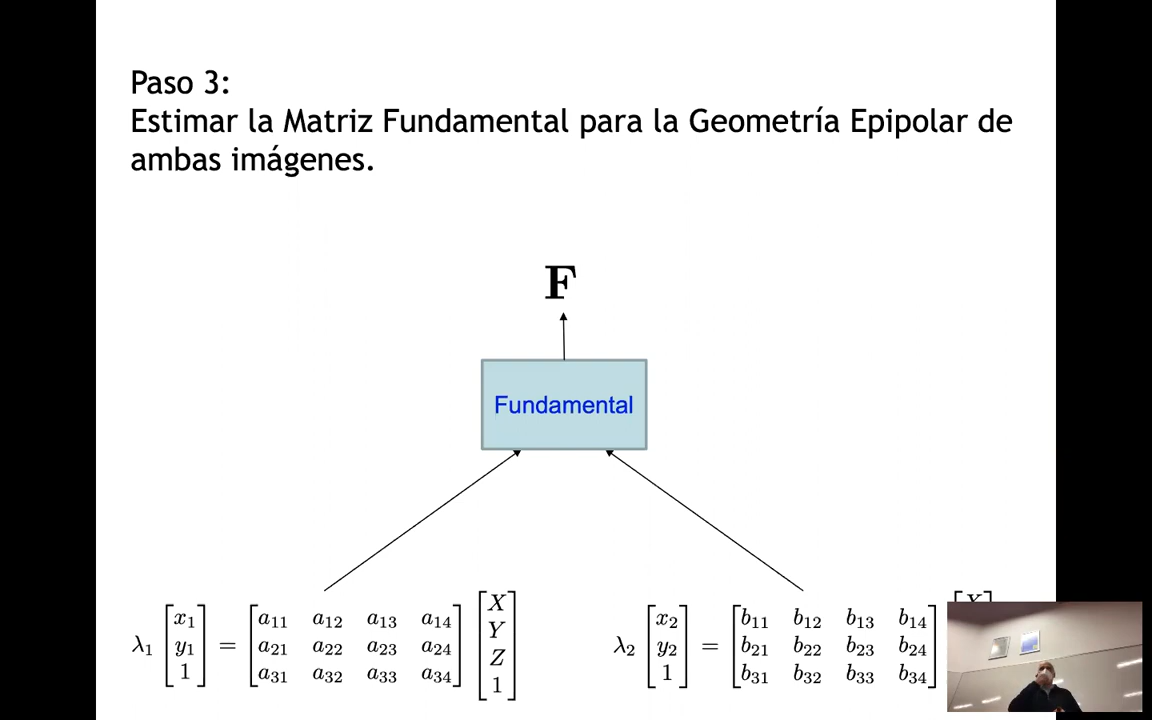 Paso 3:
Estimar la Matriz Fundamental para la Geometría Epipolar de
ambas imágenes.
F
Fundamental
λ₁ [x₁ y₁ 1] = [a₁₁ a₁₂ a₁₃ a₁₄ a₂₁ a₂₂ a₂₃ a₂₄ a₃₁ a₃₂ a₃₃ a₃₄] [X Y Z 1]
λ₂ [x₂ y₂ 1] = [b₁₁ b₁₂ b₁₃ b₁₄ b₂₁ b₂₂ b₂₃ b₂₄ b₃₁ b₃₂ b₃₃ b₃₄]